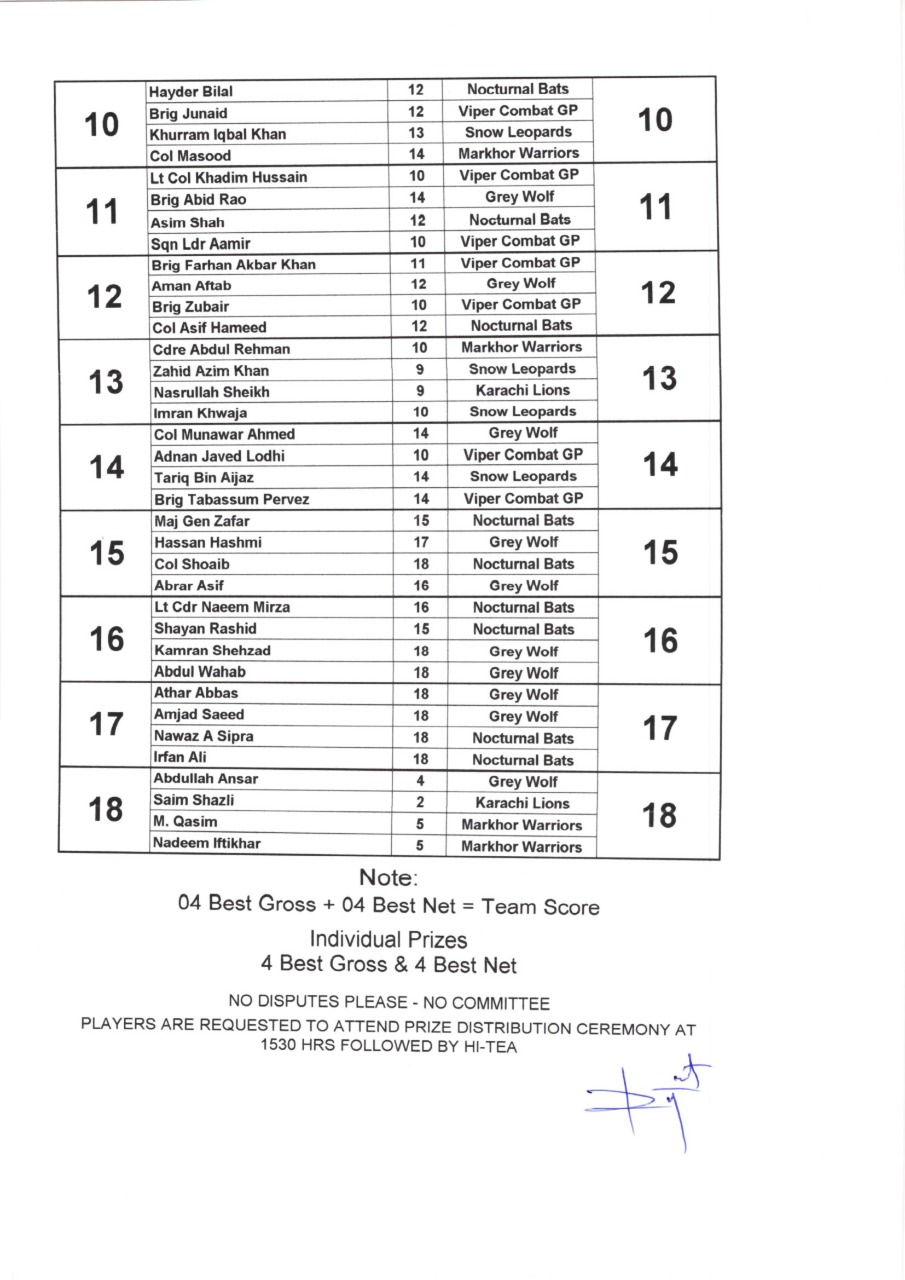 10 Hayder Bilal 12 Nocturnal Bats 10
Brig Junaid 12 Viper Combat GP
Khurram Iqbal Khan 13 Snow Leopards
Col Masood 14 Markhor Warriors
11 Lt Col Khadim Hussain 10 Viper Combat GP 11
Brig Abid Rao 14 Grey Wolf
Asim Shah 12 Nocturnal Bats
Sqn Ldr Aamir 10 Viper Combat GP
12 Brig Farhan Akbar Khan 11 Viper Combat GP 12
Aman Aftab 12 Grey Wolf
Brig Zubair 10 Viper Combat GP
Col Asif Hameed 12 Nocturnal Bats
13 Cdre Abdul Rehman 10 Markhor Warriors 13
Zahid Azim Khan 9 Snow Leopards
Nasrullah Sheikh 9 Karachi Lions
Imran Khwaja 10 Snow Leopards
14 Col Munawar Ahmed 14 Grey Wolf 14
Adnan Javed Lodhi 10 Viper Combat GP
Tariq Bin Aijaz 14 Snow Leopards
Brig Tabassum Pervez 14 Viper Combat GP
15 Maj Gen Zafar 15 Nocturnal Bats 15
Hassan Hashmi 17 Grey Wolf
Col Shoaib 18 Nocturnal Bats
Abrar Asif 16 Grey Wolf
16 Lt Cdr Naeem Mirza 16 Nocturnal Bats 16
Shayan Rashid 15 Nocturnal Bats
Kamran Shehzad 18 Grey Wolf
Abdul Wahab 18 Grey Wolf
17 Athar Abbas 18 Grey Wolf 17
Amjad Saeed 18 Grey Wolf
Nawaz A Sipra 18 Nocturnal Bats
Irfan Ali 18 Nocturnal Bats
18 Abdullah Ansar 4 Grey Wolf 18
Saim Shazli 2 Karachi Lions
M. Qasim 5 Markhor Warriors
Nadeem Iftikhar 5 Markhor Warriors
Note:
04 Best Gross + 04 Best Net = Team Score
Individual Prizes
4 Best Gross & 4 Best Net
NO DISPUTES PLEASE - NO COMMITTEE
PLAYERS ARE REQUESTED TO ATTEND PRIZE DISTRIBUTION CEREMONY AT
1530 HRS FOLLOWED BY HI-TEA